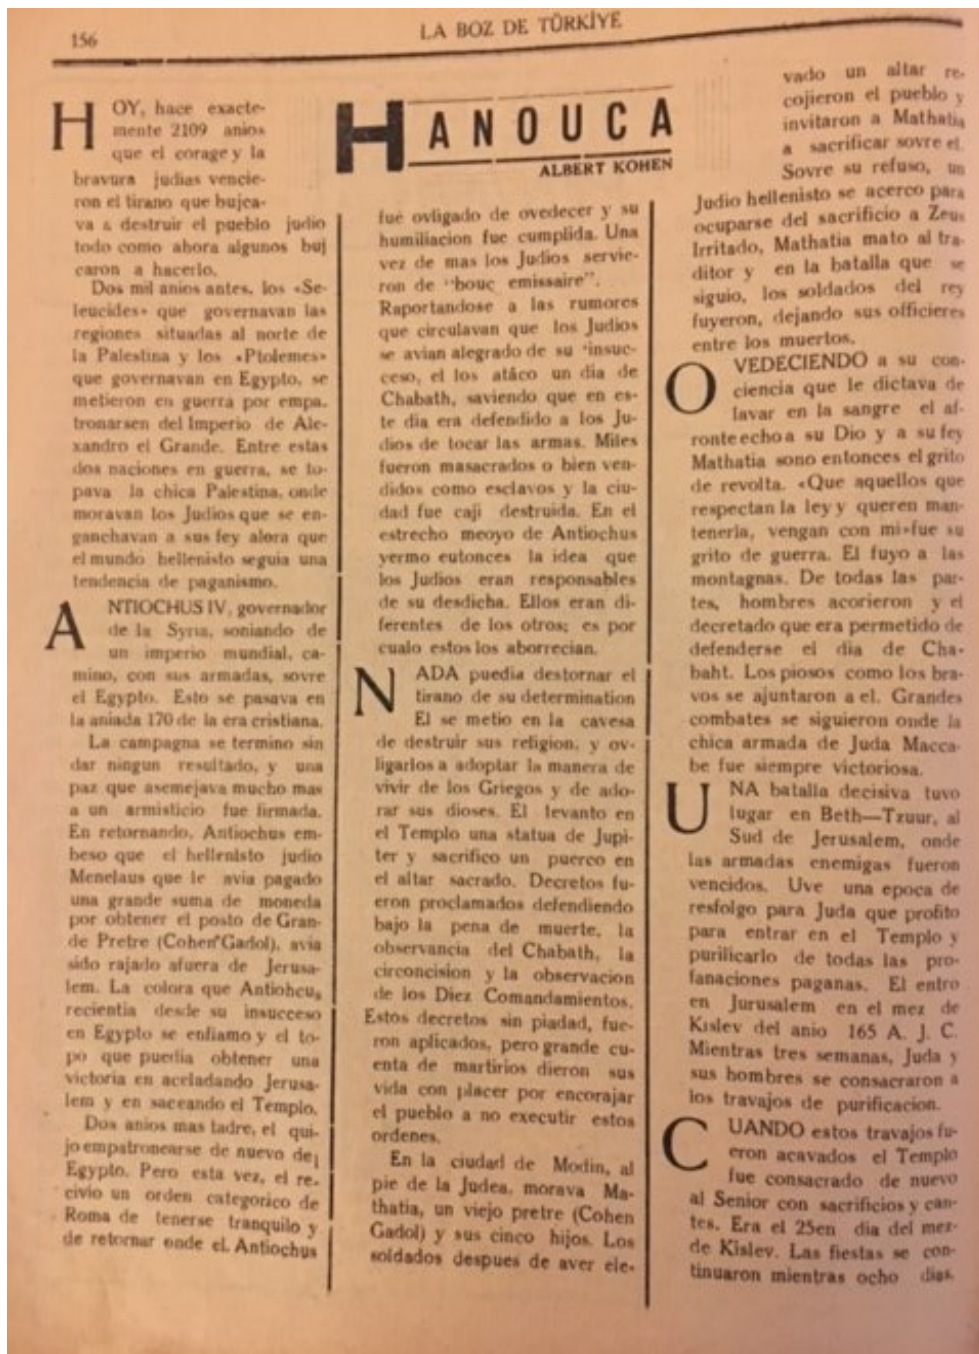 156
LA BOZ DE TÜRKİYE
HANOUCA
ALBERT KOHEN
HOY, hace exacte-
mente 2109 anios
que el corage y la
bravura judias vencie-
ron el tirano que bujca-
va a destruir el pueblo judio
todo como ahora algunos buj
caron a hacerlo.
Dos mil anios antes, los «Se-
leucides» que governavan las
regiones situadas al norte de
la Palestina y los «Ptolemes»
que governavan en Egypto, se
metieron en guerra por empa.
tronarsen del Imperio de Ale-
xandro el Grande. Entre estas
dos naciones en guerra, se to-
pava la chica Palestina, onde
moravan los Judios que se en-
ganchavan a sus fey alora que
el mundo hellenisto seguia una
tendencia de paganismo.
ANTIOCHUS IV, governador
de la Syria, soniando de
un imperio mundial, ca-
mino, con sus armadas, sovre
el Egypto. Esto se pasava en
la aniada 170 de la era cristiana.
La campagna se termino sin
dar ningun resultado, y una
paz que asemejava mucho mas
a un armisticio fue firmada.
En retornando, Antiochus em-
beso que el hellenisto judio
Menelaus que le avia pagado
una grande suma de moneda
por obtener el posto de Gran-
de Pretre (Cohen Gadol), avia
sido rajado afuera de Jerusa-
lem. La colora que Antiohcus
recientia desde su insucceso
en Egypto se enflamo y el to-
po que puedia obtener una
victoria en aceladando Jerusa-
lem y en saceando el Templo.
Dos anios mas tadre, el qui-
jo empatronearse de nuevo del
Egypto. Pero esta vez, el re-
civio un orden categorico de
Roma de tenerse tranquilo y
de retornar onde el. Antiochus
fué ovligado de ovedecer y su
humiliacion fue cumplida. Una
vez de mas los Judios servie-
ron de "bouc emissaire".
Raportandose a las rumores
que circulavan que los Judios
se avian alegrado de su 'insuc-
ceso, el los atáco un dia de
Chabath, saviendo que en es-
te dia era defendido a los Ju-
dios de tocar las armas. Miles
fueron masacrados o bien ven-
didos como esclavos y la ciu-
dad fue caji destruida. En el
estrecho meoyo de Antiochus
yermo eutonces la idea que
los Judios eran responsables
de su desdicha. Ellos eran di-
ferentes de los otros; es por
cualo estos los aborrecian.
NADA puedia destornar el
tirano de su determination
El se metio en la cavesa
de destruir sus religion, y ov-
ligarlos a adoptar la manera de
vivir de los Griegos y de ado-
rar sus dioses. El levanto en
el Templo una statua de Jupi-
ter y sacrifico un puerco en
el altar sacrado. Decretos fu-
eron proclamados defendiendo
bajo la pena de muerte, la
observancia del Chabath, la
circoncision y la observacion
de los Diez Comandamientos.
Estos decretos sin piadad, fue-
ron aplicados, pero grande cu-
enta de martirios dieron sus
vida con placer por encorajar
el pueblo a no executir estos
ordenes.
En la ciudad de Modin, al
pie de la Judea, morava Ma-
thatia, un viejo pretre (Cohen
Gadol) y sus cinco hijos. Los
soldados despues de aver ele-
vado un altar re-
cojieron el pueblo y
invitaron a Mathatia
a sacrificar sovre el.
Sovre su refuso, un
Judio hellenisto se acerco para
ocuparse del sacrificio a Zeus
Irritado, Mathatia mato al tra-
ditor y en la batalla que se
siguio, los soldados del rey
fuyeron, dejando sus officieres
entre los muertos.
OVEDECIENDO a su con-
ciencia que le dictava de
lavar en la sangre el af-
ronte echo a su Dio y a su fey
Mathatia sono entonces el grito
de revolta. «Que aquellos que
respectan la ley y queren man-
tenerla, vengan con mi» fue su
grito de guerra. El fuyo a las
montagnas. De todas las par-
tes, hombres acorieron y el
decretado que era permetido de
defenderse el dia de Cha-
baht. Los piosos como los bra-
vos se ajuntaron a el. Grandes
combates se siguieron onde la
chica armada de Juda Macca-
be fue siempre victoriosa.
UNA batalla decisiva tuvo
lugar en Beth—Tzuur, al
Sud de Jerusalem, onde
las armadas enemigas fueron
vencidos. Uve una epoca de
resfolgo para Juda que profito
para entrar en el Templo y
purilicarlo de todas las pro-
fanaciones paganas. El entro
en Jurusalem en el mez de
Kislev del anio 165 A. J. C.
Mientras tres semanas, Juda y
sus hombres se consacraron a
los travajos de purificacion.
CUANDO estos travajos fu-
eron acavados el Templo
fue consacrado de nuevo
al Senior con sacrificios y can-
tes. Era el 25en dia del mez-
de Kislev. Las fiestas se con-
tinuaron mientras ocho dias.